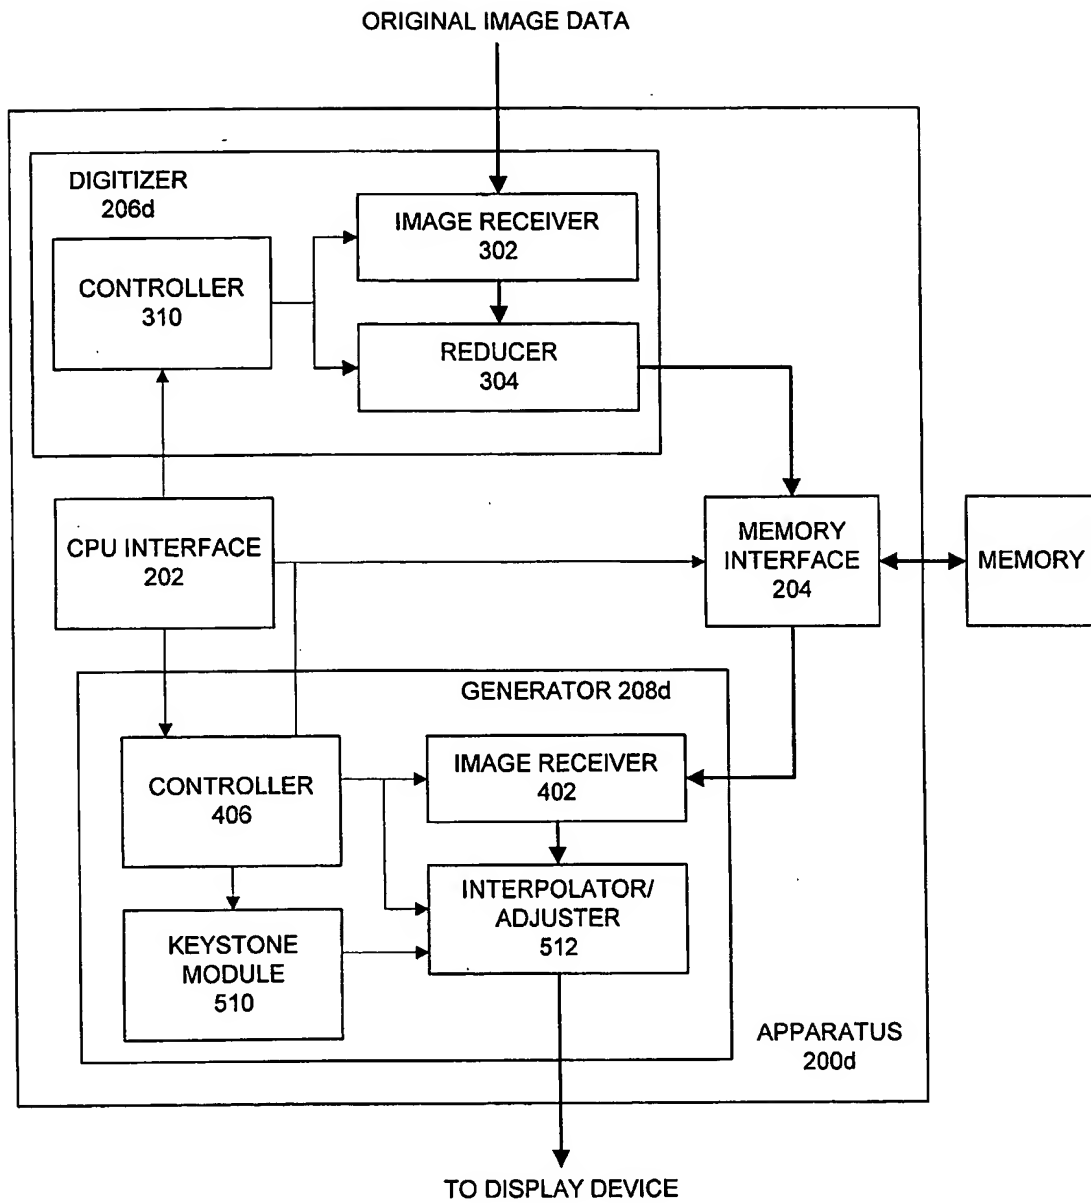 ORIGINAL IMAGE DATA
DIGITIZER
206d
IMAGE RECEIVER
302
CONTROLLER
310
REDUCER
304
CPU INTERFACE
202
MEMORY
INTERFACE
204
MEMORY
GENERATOR 208d
CONTROLLER
406
IMAGE RECEIVER
402
INTERPOLATOR/
ADJUSTER
512
KEYSTONE
MODULE
510
APPARATUS
200d
TO DISPLAY DEVICE